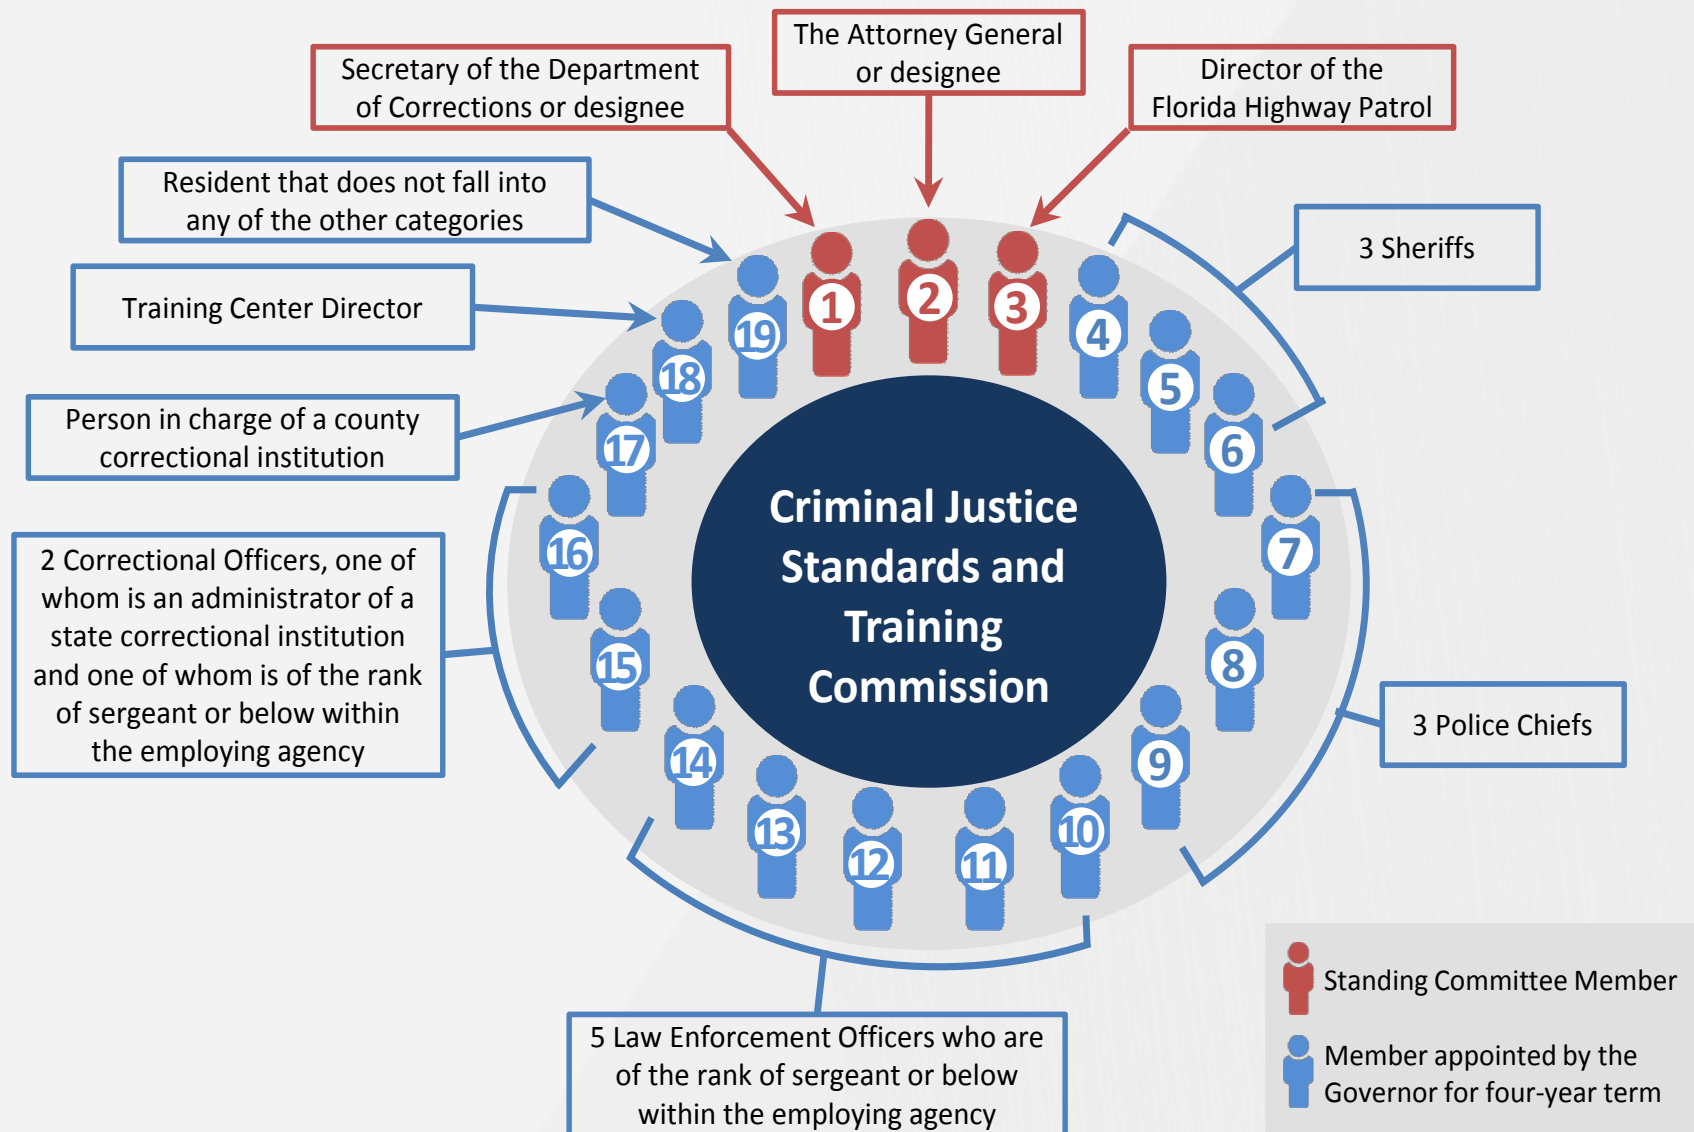 The Attorney General
or designee
Secretary of the Department
of Corrections or designee
Director of the
Florida Highway Patrol
Resident that does not fall into
any of the other categories
3 Sheriffs
Training Center Director
Person in charge of a county
correctional institution
2 Correctional Officers, one of
whom is an administrator of a
state correctional institution
and one of whom is of the rank
of sergeant or below within
the employing agency
3 Police Chiefs
5 Law Enforcement Officers who are
of the rank of sergeant or below
within the employing agency
1
2
3
4
5
6
7
8
9
10
11
12
13
14
15
16
17
18
19
Criminal Justice
Standards and
Training
Commission
Standing Committee Member
Member appointed by the
Governor for four-year term